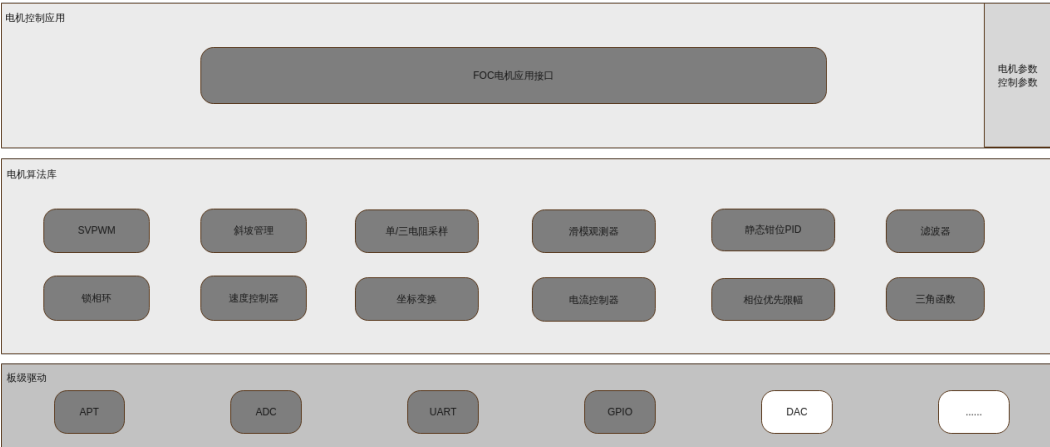 电机控制应用
FOC电机应用接口
电机参数
控制参数
电机算法库
SVPWM
斜坡管理
单/三电阻采样
滑模观测器
静态钳位PID
滤波器
锁相环
速度控制器
坐标变换
电流控制器
相位优先限幅
三角函数
板级驱动
APT
ADC
UART
GPIO
DAC
......